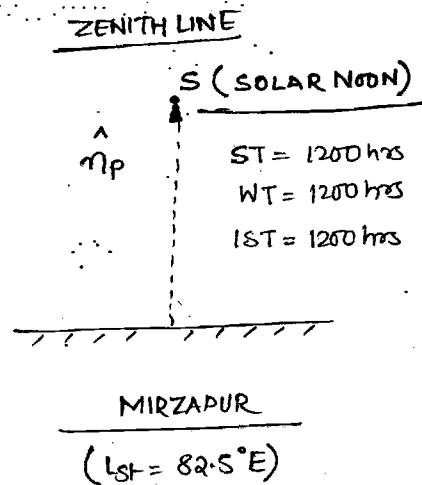 ZENITH LINE
S (SOLAR NOON)
n̂p
ST = 1200 hrs
WT = 1200 hrs
IST = 1200 hrs
MIRZAPUR
(Lst = 82.5°E)